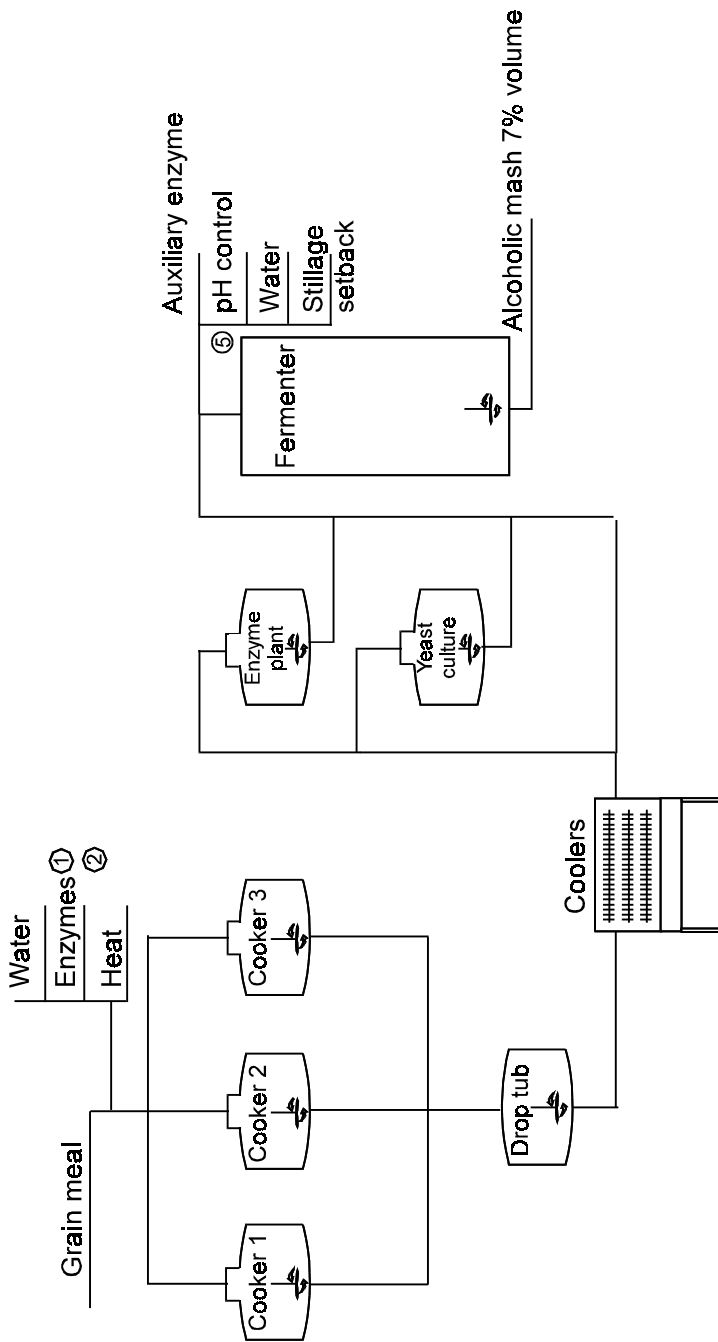 Grain meal
Water
Enzymes ①
②
Heat
Cooker 1
Cooker 2
Cooker 3
Drop tub
Coolers
Enzyme
plant
Yeast
culture
Auxiliary enzyme
pH control
Water
Stillage
setback
⑤
Fermenter
Alcoholic mash 7% volume